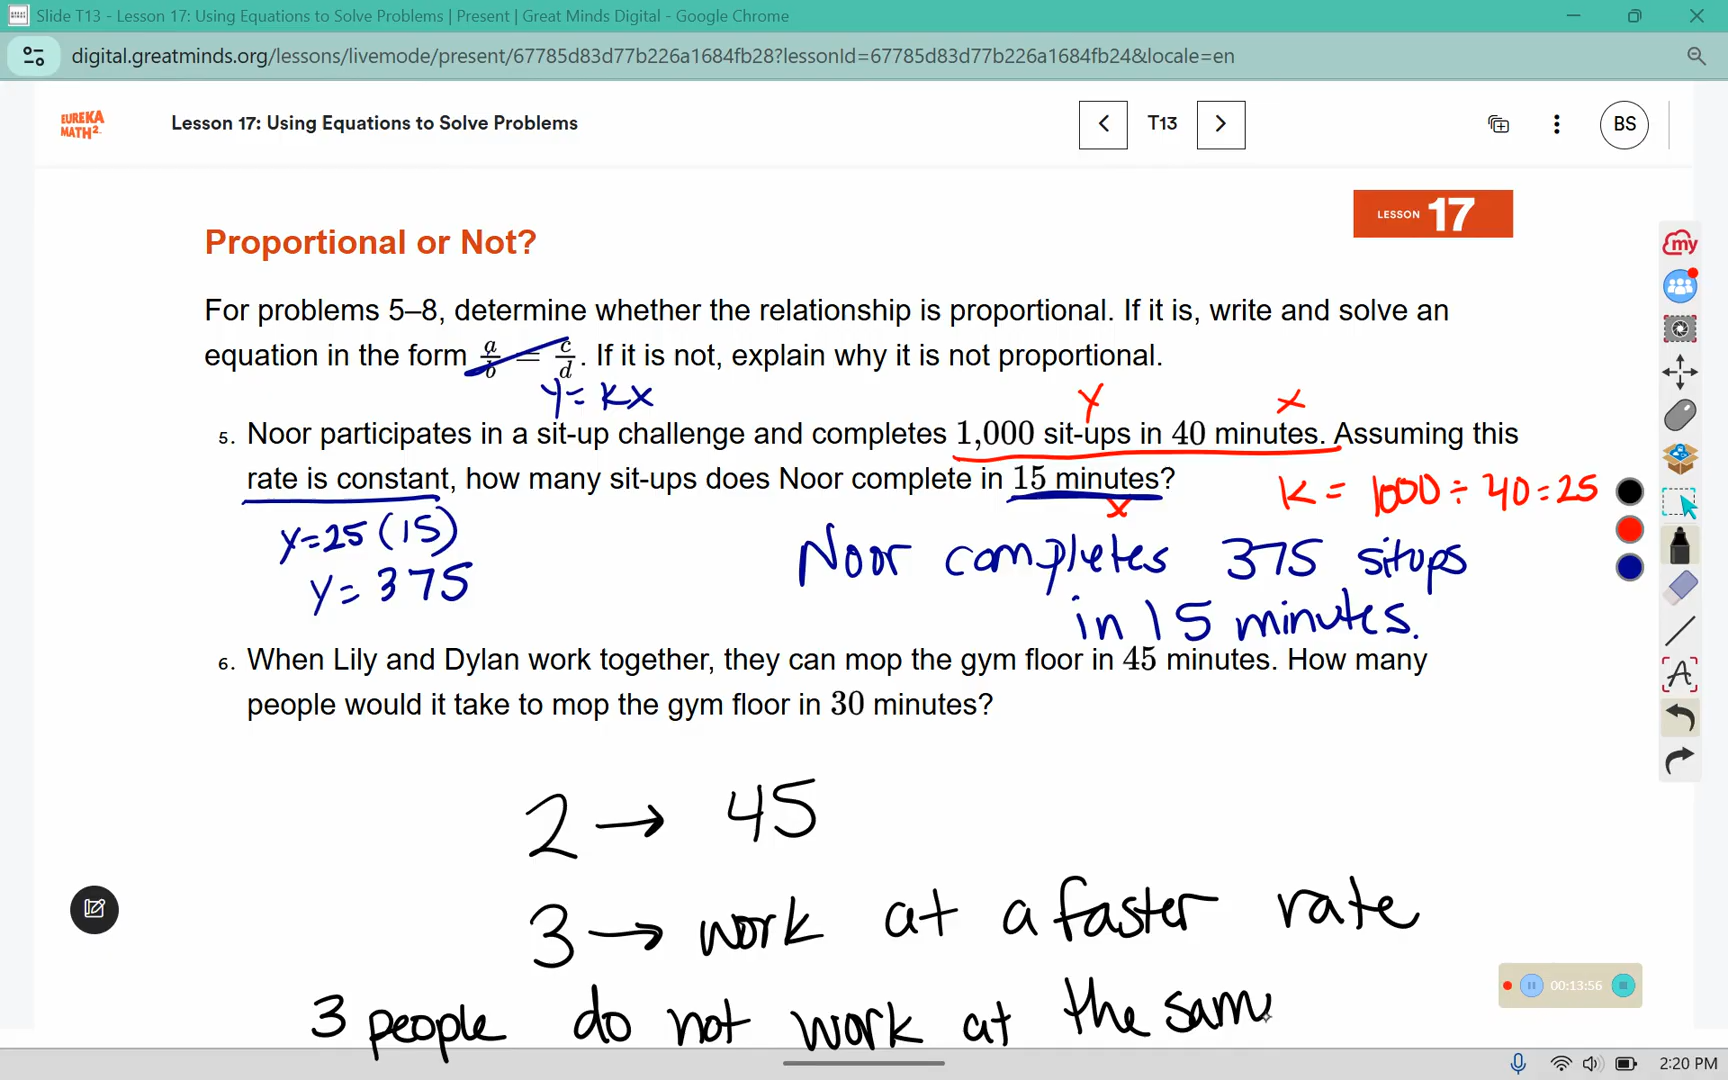 Slide T13 - Lesson 17: Using Equations to Solve Problems | Present | Great Minds Digital - Google Chrome
digital.greatminds.org/lessons/livemode/present/67785d83d77b226a1684fb28?lessonId=67785d83d77b226a1684fb24&locale=en
EUREKA MATH2
Lesson 17: Using Equations to Solve Problems
T13
BS
LESSON 17
my
Proportional or Not?
For problems 5–8, determine whether the relationship is proportional. If it is, write and solve an
equation in the form a/b = c/d. If it is not, explain why it is not proportional.
y = kx
y x
5. Noor participates in a sit-up challenge and completes 1,000 sit-ups in 40 minutes. Assuming this
rate is constant, how many sit-ups does Noor complete in 15 minutes?
x
K = 1000 ÷ 40 = 25
y = 25 (15)
y = 375
Noor completes 375 situps
in 15 minutes.
6. When Lily and Dylan work together, they can mop the gym floor in 45 minutes. How many
people would it take to mop the gym floor in 30 minutes?
2 → 45
3 → work at a faster rate
3 people do not work at the sam
A
00:13:56
2:20 PM